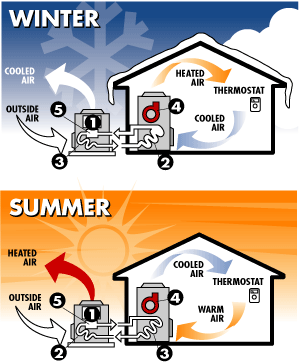 WINTER
COOLED
AIR
HEATED
AIR
THERMOSTAT
OUTSIDE
AIR
5
1
4
COOLED
AIR
3
2
SUMMER
HEATED
AIR
COOLED
AIR
THERMOSTAT
OUTSIDE
AIR
5
1
4
WARM
AIR
2
3